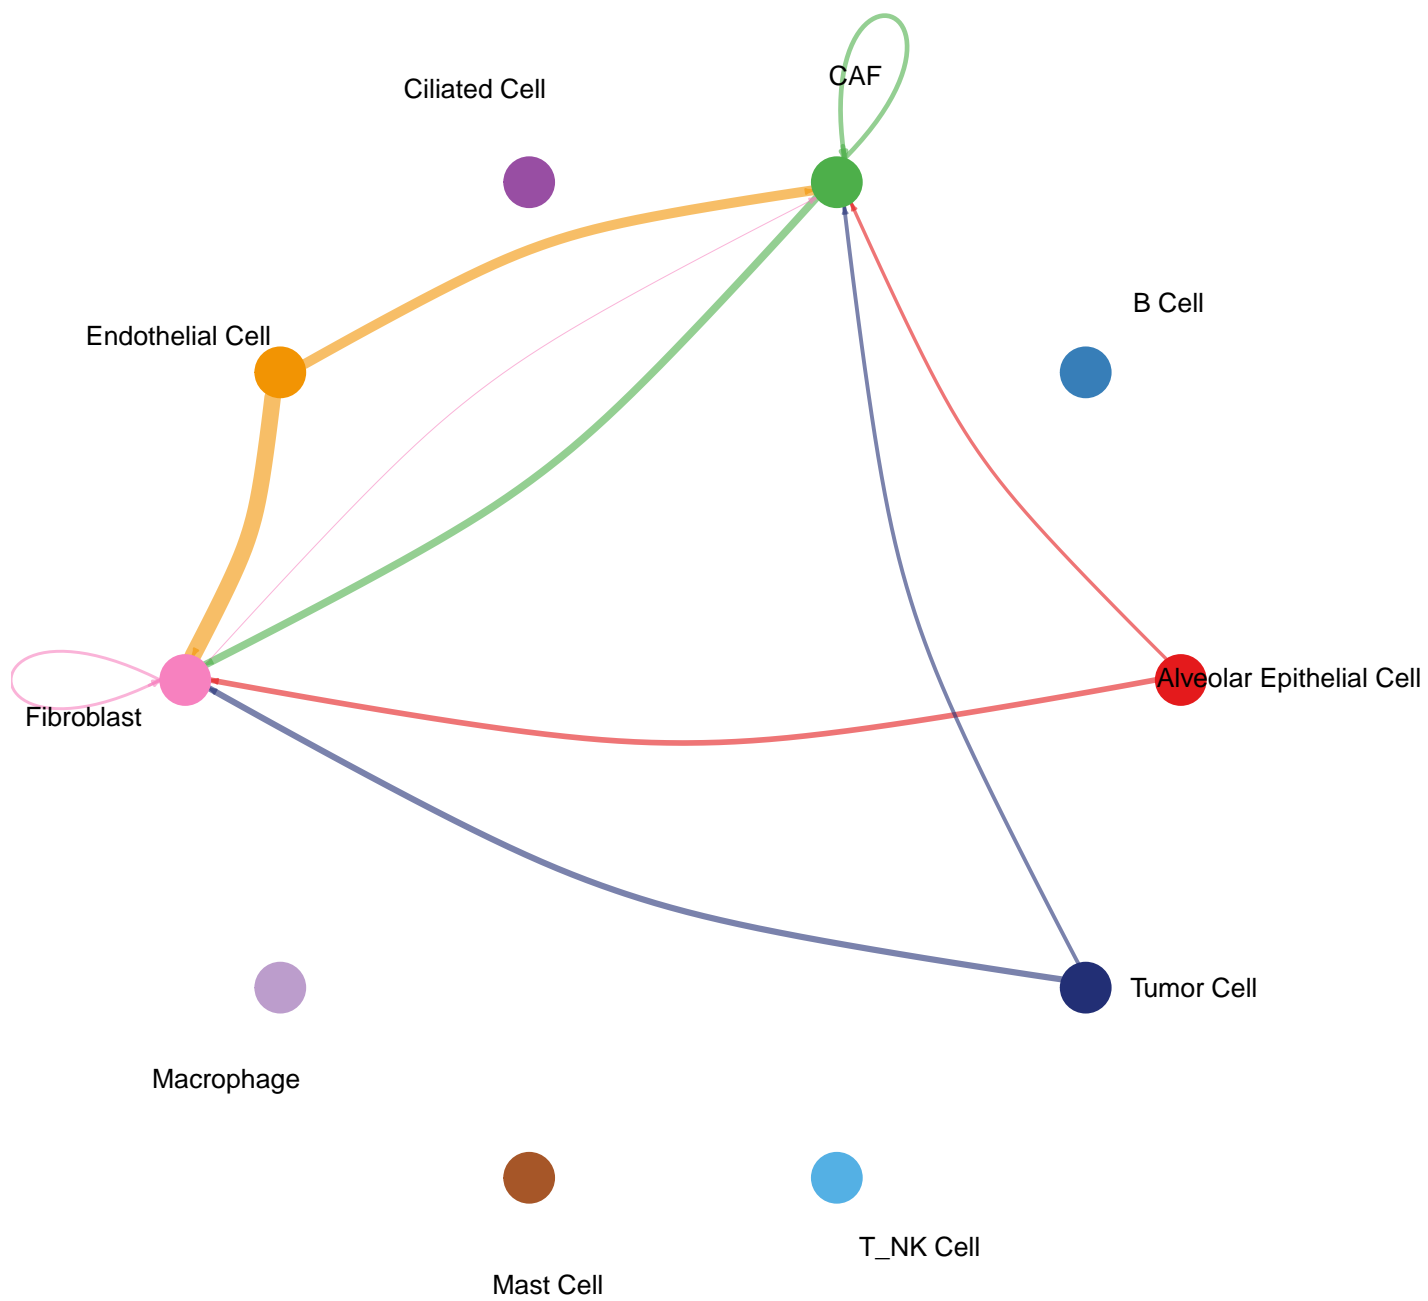 CAF
Ciliated Cell
B Cell
Endothelial Cell
Alveolar Epithelial Cell
Fibroblast
Tumor Cell
Macrophage
T_NK Cell
Mast Cell